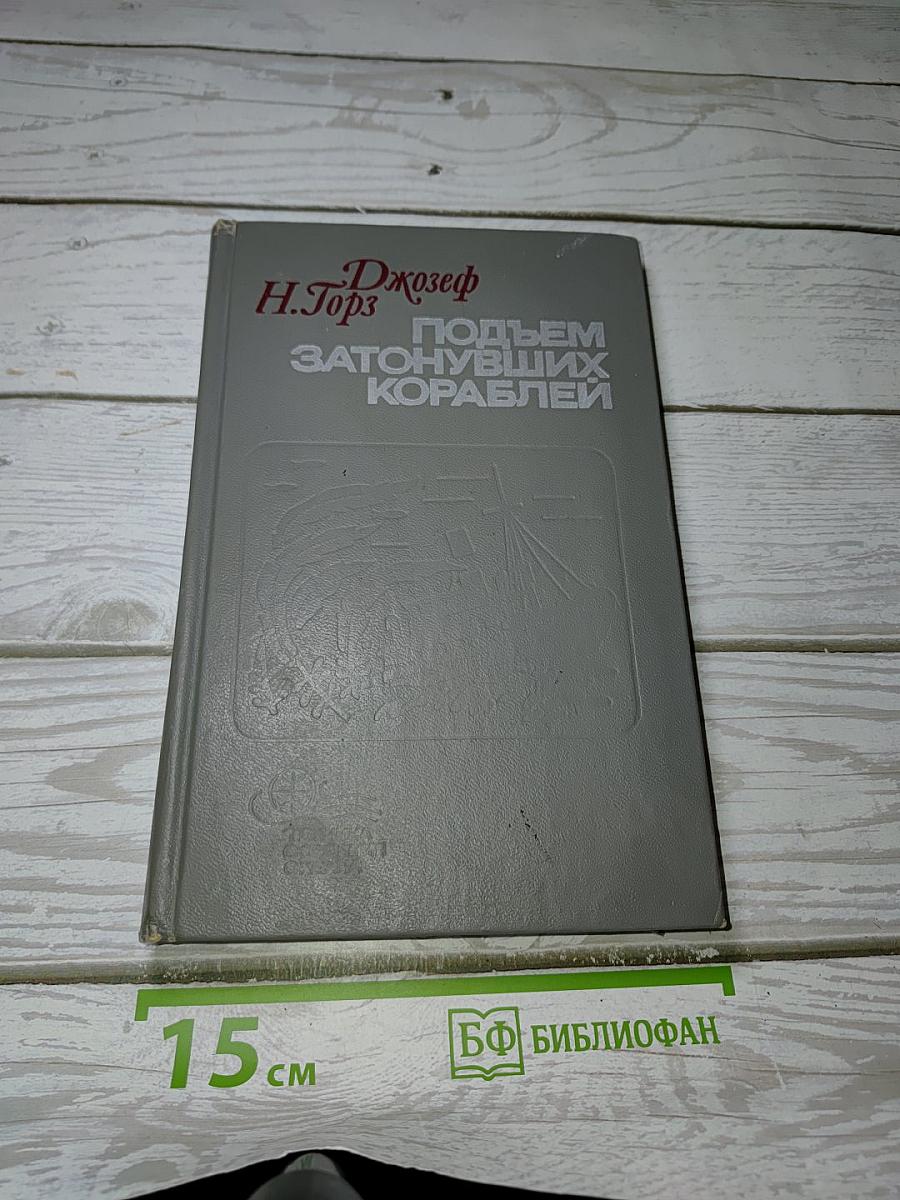 Джозеф
Н.Горз
ПОДЪЕМ
ЗАТОНУВШИХ
КОРАБЛЕЙ
15 см
БФ БИБЛИОФАН